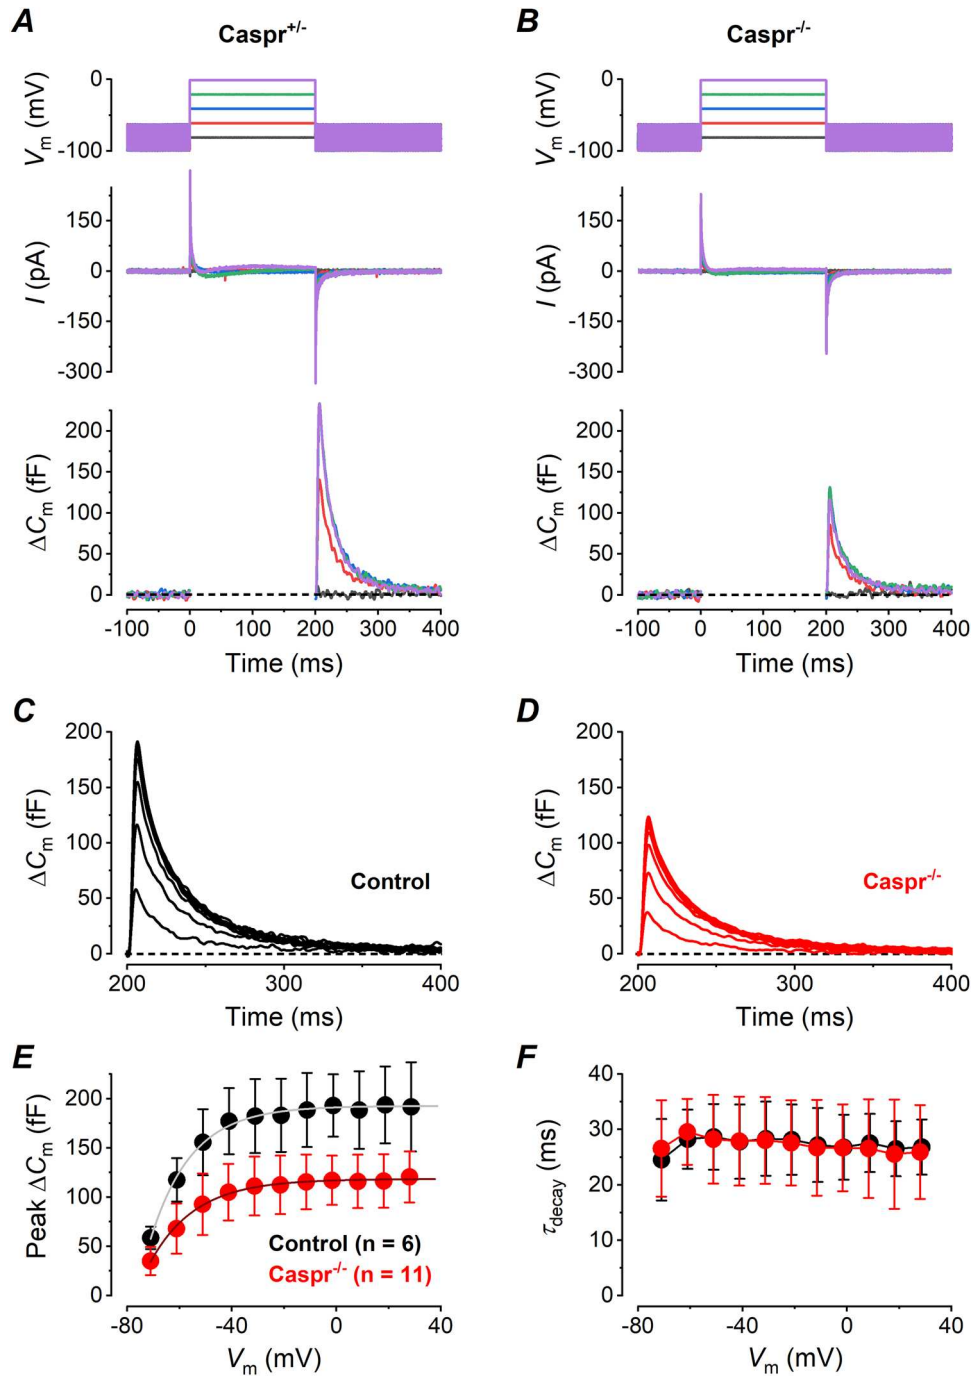 A
Caspr+/-
B
Caspr-/-
Vm (mV)
0
-100
Vm (mV)
0
-100
I (pA)
150
0
-150
-300
I (pA)
150
0
-150
-300
ΔCm (fF)
200
150
100
50
0
ΔCm (fF)
200
150
100
50
0
-100 0 100 200 300 400
-100 0 100 200 300 400
Time (ms)
Time (ms)
C
D
ΔCm (fF)
200
150
100
50
0
Control
ΔCm (fF)
200
150
100
50
0
Caspr-/-
200 300 400
200 300 400
Time (ms)
Time (ms)
E
F
Peak ΔCm (fF)
200
150
100
50
0
Control (n = 6)
Caspr-/- (n = 11)
τdecay (ms)
40
30
20
10
0
-80 -40 0 40
-80 -40 0 40
Vm (mV)
Vm (mV)